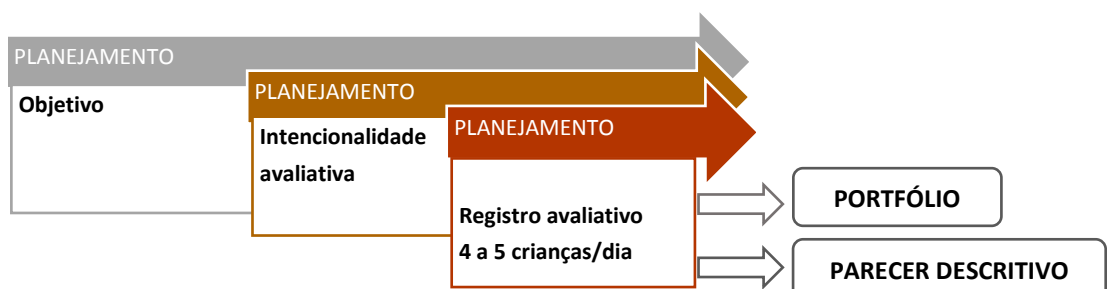 PLANEJAMENTO
Objetivo
PLANEJAMENTO
Intencionalidade
avaliativa
PLANEJAMENTO
Registro avaliativo
4 a 5 crianças/dia
PORTFÓLIO
PARECER DESCRITIVO